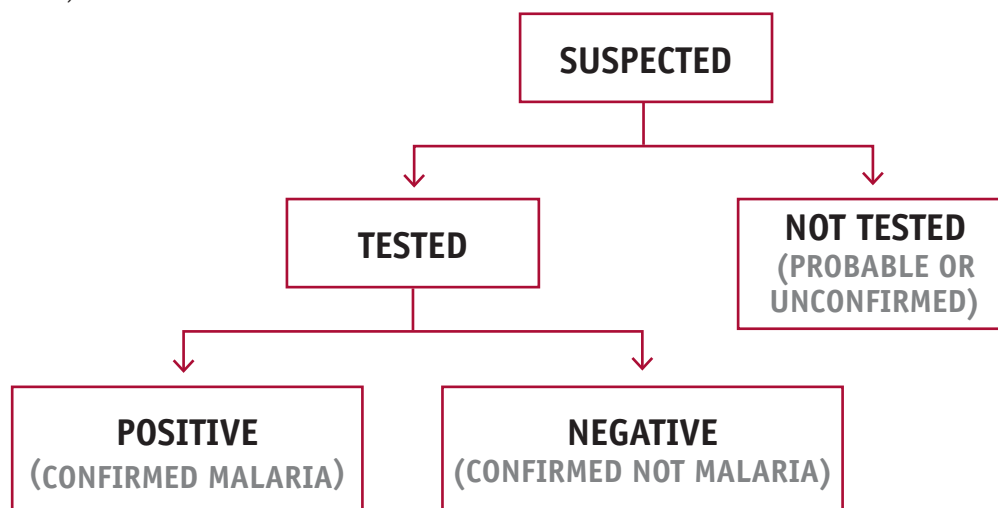 SUSPECTED
TESTED
NOT TESTED
(PROBABLE OR
UNCONFIRMED)
POSITIVE
(CONFIRMED MALARIA)
NEGATIVE
(CONFIRMED NOT MALARIA)